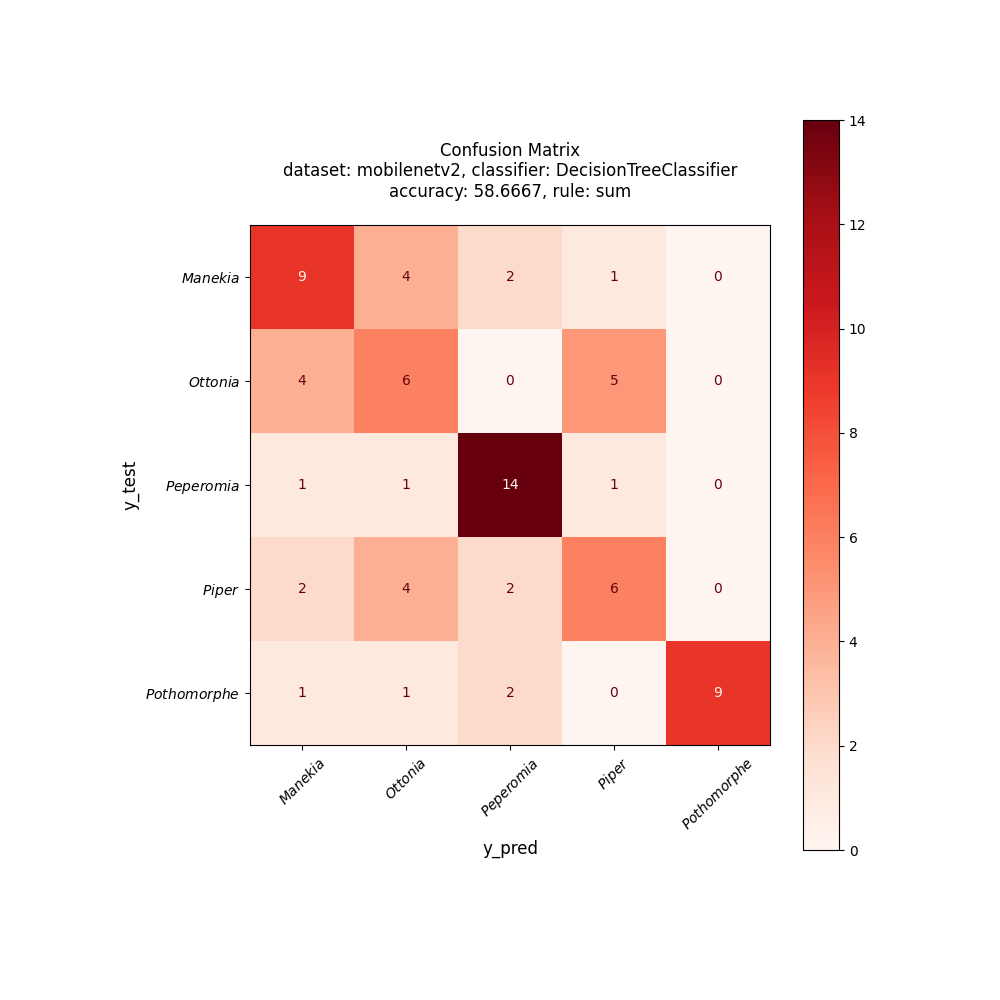 Confusion Matrix
dataset: mobilenetv2, classifier: DecisionTreeClassifier
accuracy: 58.6667, rule: sum
14
12
10
8
6
4
2
0
y_test
Manekia 9 4 2 1 0
Ottonia 4 6 0 5 0
Peperomia 1 1 14 1 0
Piper 2 4 2 6 0
Pothomorphe 1 1 2 0 9
Manekia Ottonia Peperomia Piper Pothomorphe
y_pred